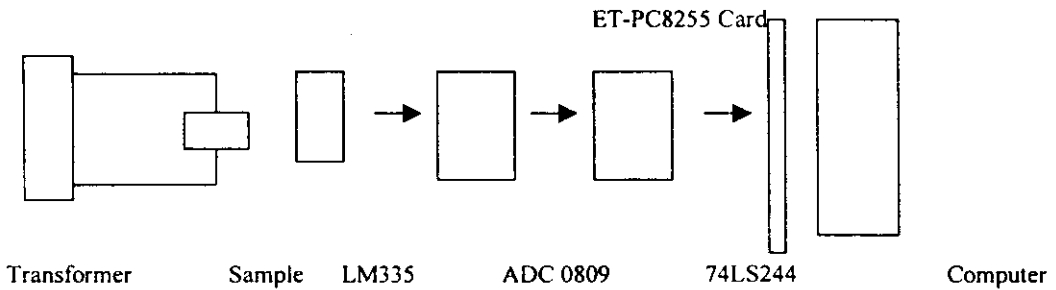 ET-PC8255 Card
Transformer Sample LM335 ADC 0809 74LS244 Computer